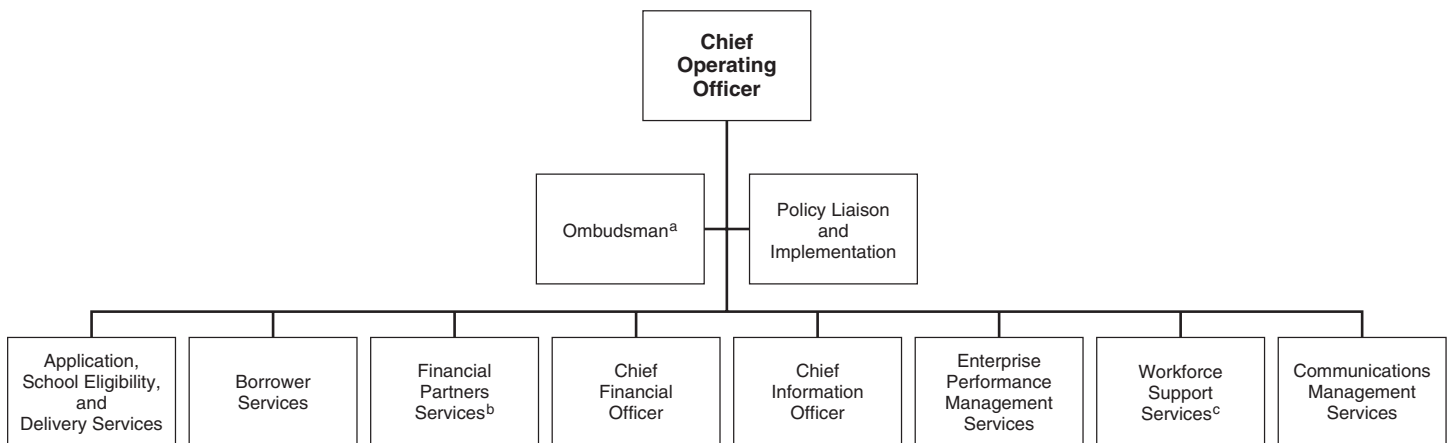 Chief
Operating
Officer
Ombudsmanᵃ
Policy Liaison
and
Implementation
Application,
School Eligibility,
and
Delivery Services
Borrower
Services
Financial
Partners
Servicesᵇ
Chief
Financial
Officer
Chief
Information
Officer
Enterprise
Performance
Management
Services
Workforce
Support
Servicesᶜ
Communications
Management
Services